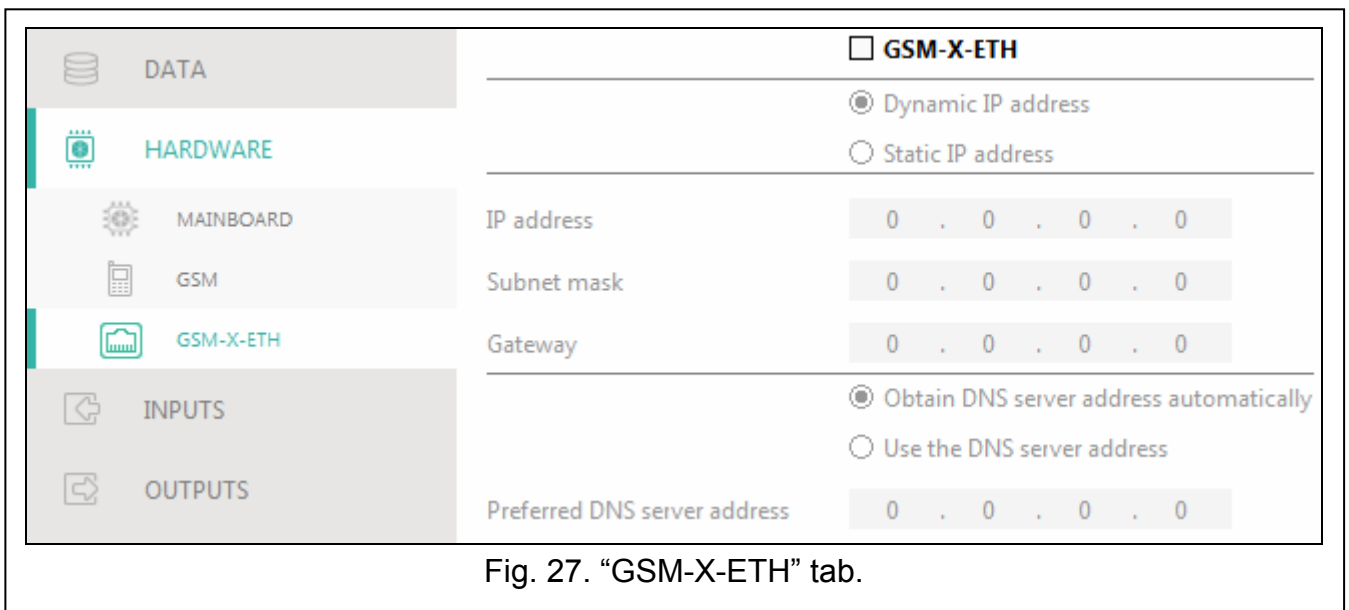 DATA
HARDWARE
MAINBOARD
GSM
GSM-X-ETH
INPUTS
OUTPUTS
GSM-X-ETH
Dynamic IP address
Static IP address
IP address 0 . 0 . 0 . 0
Subnet mask 0 . 0 . 0 . 0
Gateway 0 . 0 . 0 . 0
Obtain DNS server address automatically
Use the DNS server address
Preferred DNS server address 0 . 0 . 0 . 0
Fig. 27. “GSM-X-ETH” tab.